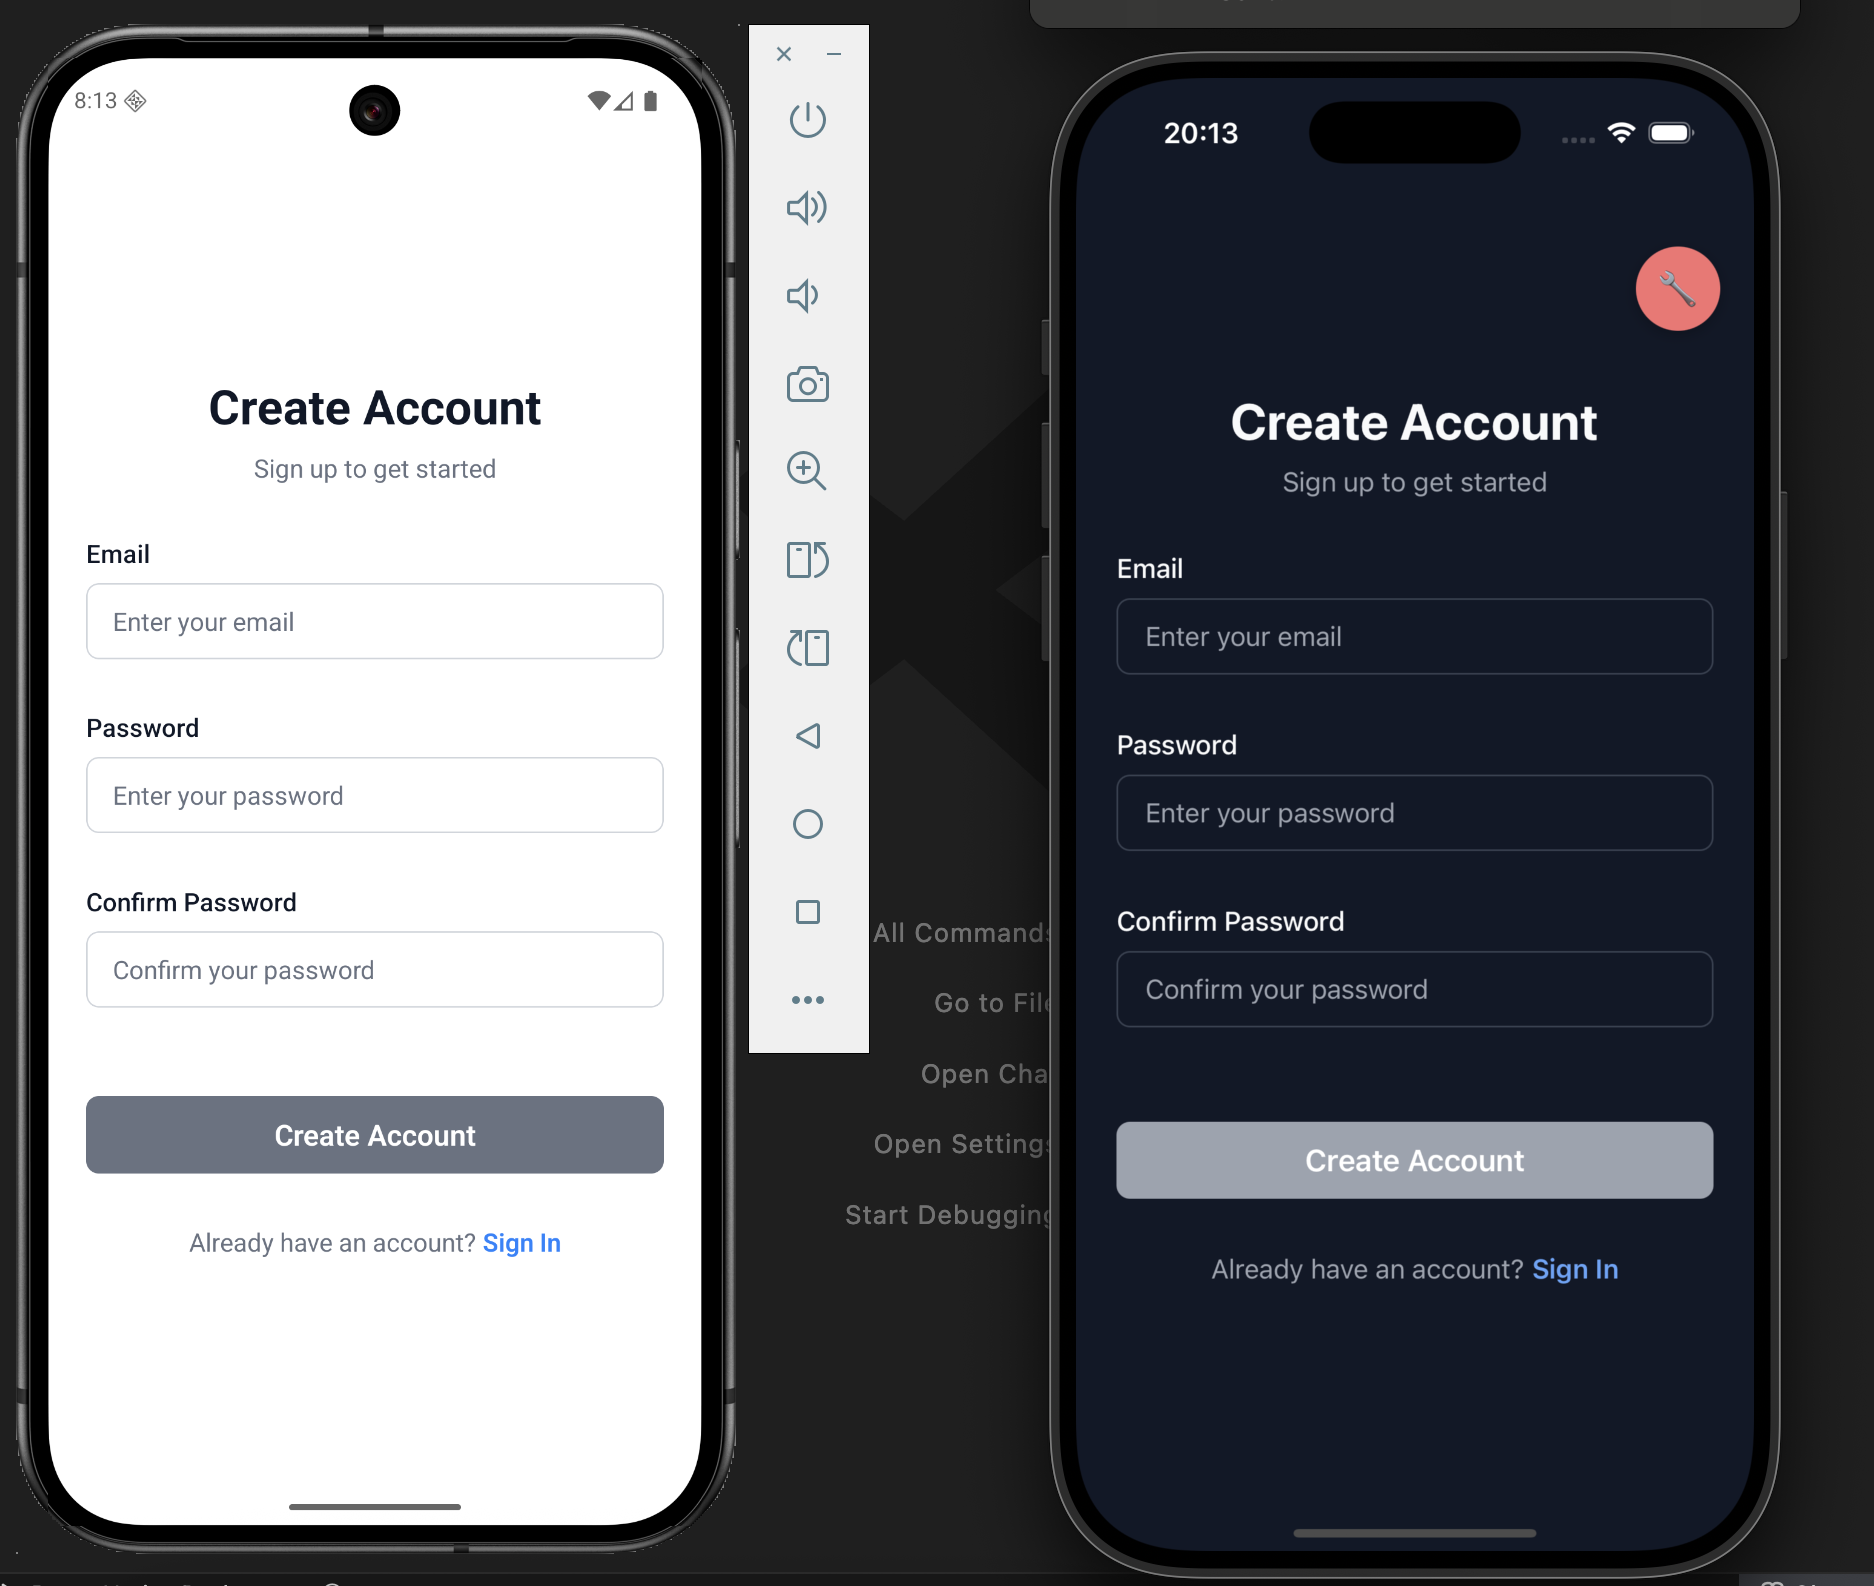 8:13
Create Account
Sign up to get started
Email
Enter your email
Password
Enter your password
Confirm Password
Confirm your password
Create Account
Already have an account? Sign In
All Commands
Go to File
Open Cha
Open Settings
Start Debugging
20:13
Create Account
Sign up to get started
Email
Enter your email
Password
Enter your password
Confirm Password
Confirm your password
Create Account
Already have an account? Sign In